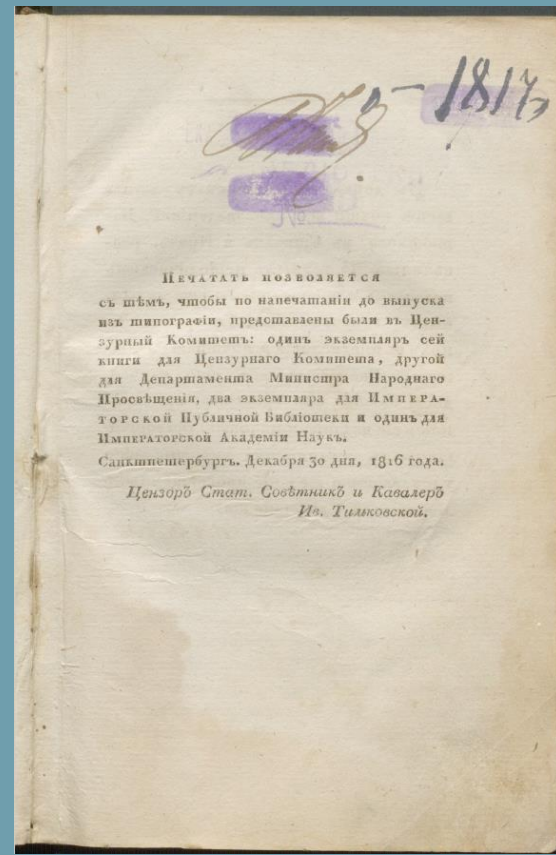 1817
№
Печатать позволяется
съ тѣмъ, чтобы по напечатаніи до выпуска
изъ типографіи, представлены были въ Цен-
зурный Комитетъ: одинъ экземпляръ сей
книги для Цензурнаго Комитета, другой
для Департамента Министра Народнаго
Просвѣщенія, два экземпляра для Импера-
торской Публичной Библіотеки и одинъ для
Императорской Академіи Наукъ.
Санктпетербургъ. Декабря 30 дня, 1816 года.
Цензоръ Стат. Совѣтникъ и Кавалеръ
Ив. Тимковской.